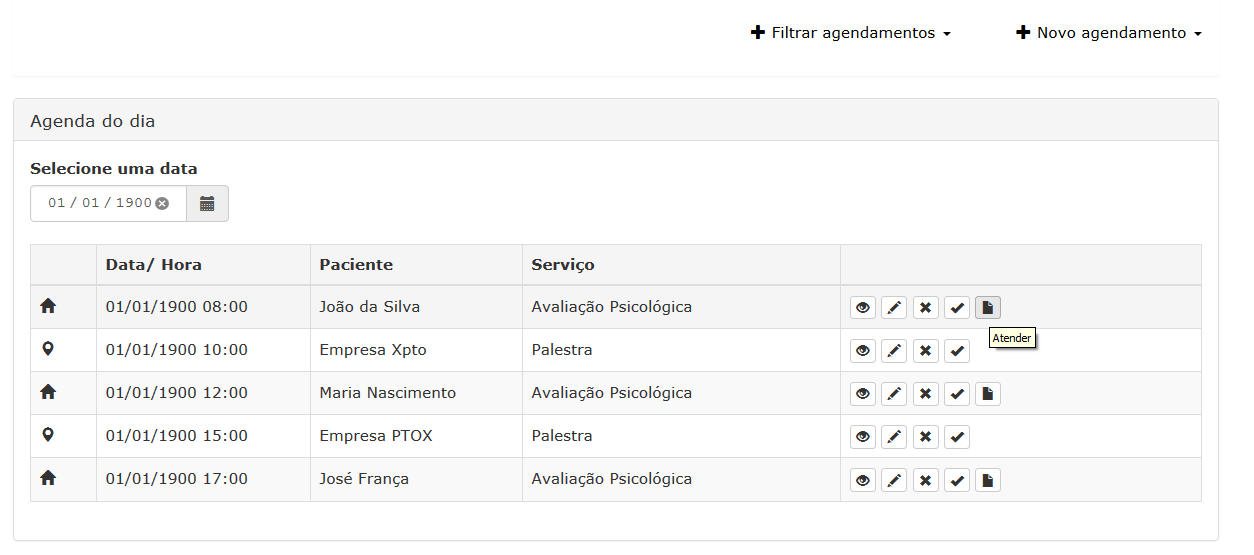 Filtrar agendamentos Novo agendamento
Agenda do dia
Selecione uma data
01 / 01 / 1900
Data/ Hora Paciente Serviço
01/01/1900 08:00 João da Silva Avaliação Psicológica
Atender
01/01/1900 10:00 Empresa Xpto Palestra
01/01/1900 12:00 Maria Nascimento Avaliação Psicológica
01/01/1900 15:00 Empresa PTOX Palestra
01/01/1900 17:00 José França Avaliação Psicológica